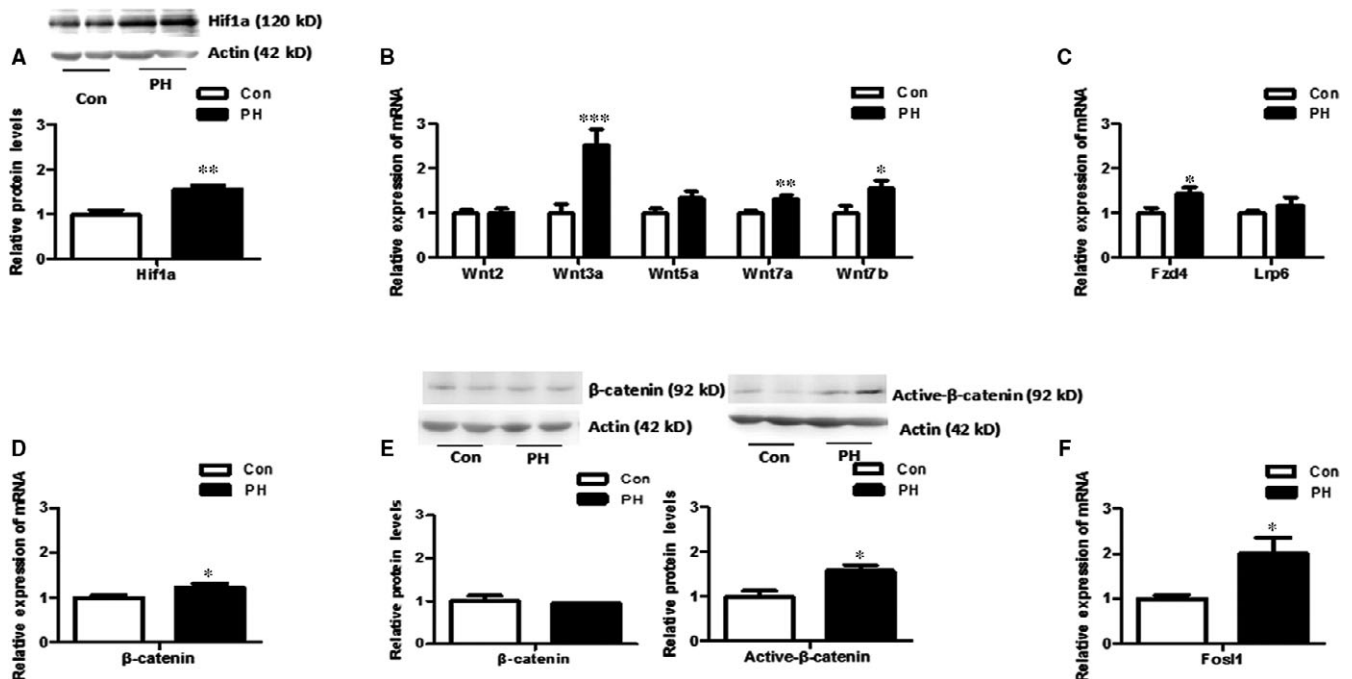 Hif1a (120 kD)
Actin (42 kD)
Con
PH
A
Con
PH
Relative protein levels
3
2
1
0
**
Hif1a
B
Con
PH
Relative expression of mRNA
3
2
1
0
***
**
*
Wnt2 Wnt3a Wnt5a Wnt7a Wnt7b
C
Con
PH
Relative expression of mRNA
3
2
1
0
*
Fzd4 Lrp6
D
Con
PH
Relative expression of mRNA
3
2
1
0
*
β-catenin
β-catenin (92 kD)
Actin (42 kD)
Con PH
E
Con
PH
Relative protein levels
3
2
1
0
β-catenin
Active-β-catenin (92 kD)
Actin (42 kD)
Con PH
Con
PH
Relative protein levels
3
2
1
0
*
Active-β-catenin
F
Con
PH
Relative expression of mRNA
3
2
1
0
*
Fosl1